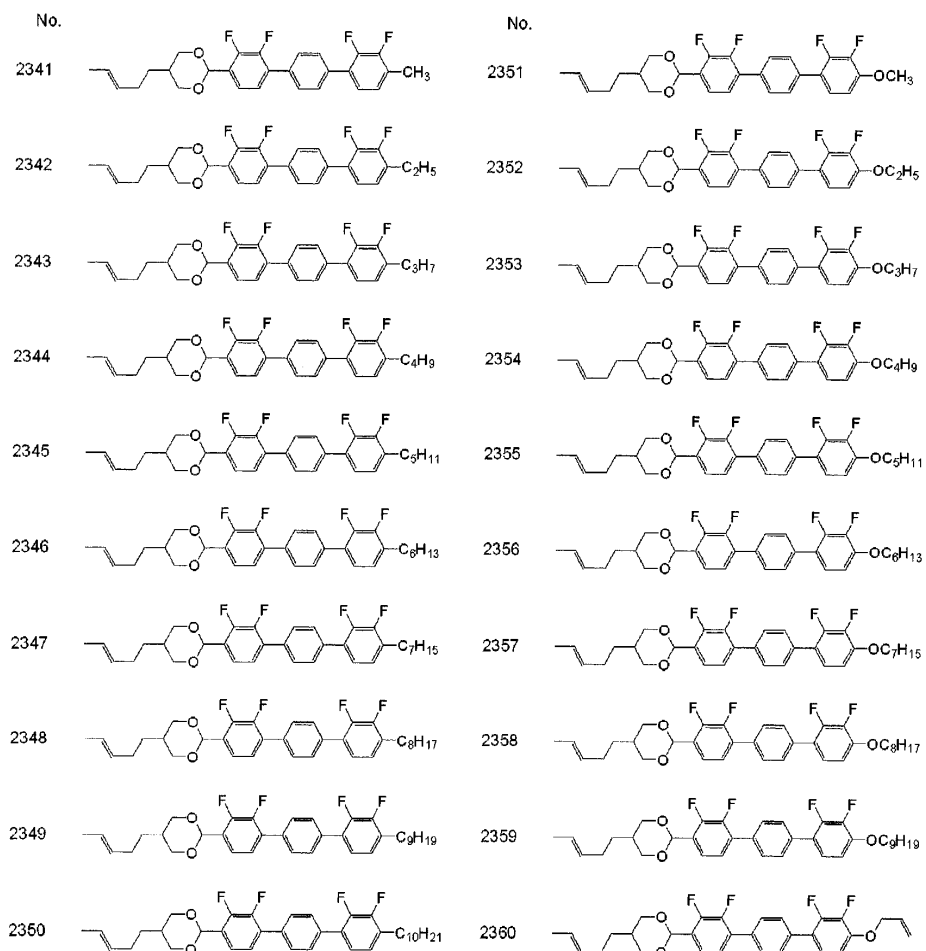 No. No.
F F F F F F F F
2341 O O CH3 2351 O O OCH3
F F F F F F F F
2342 O O C2H5 2352 O O OC2H5
F F F F F F F F
2343 O O C3H7 2353 O O OC3H7
F F F F F F F F
2344 O O C4H9 2354 O O OC4H9
F F F F F F F F
2345 O O C5H11 2355 O O OC5H11
F F F F F F F F
2346 O O C6H13 2356 O O OC6H13
F F F F F F F F
2347 O O C7H15 2357 O O OC7H15
F F F F F F F F
2348 O O C8H17 2358 O O OC8H17
F F F F F F F F
2349 O O C9H19 2359 O O OC9H19
F F F F F F F F
2350 O C10H21 2360 O O